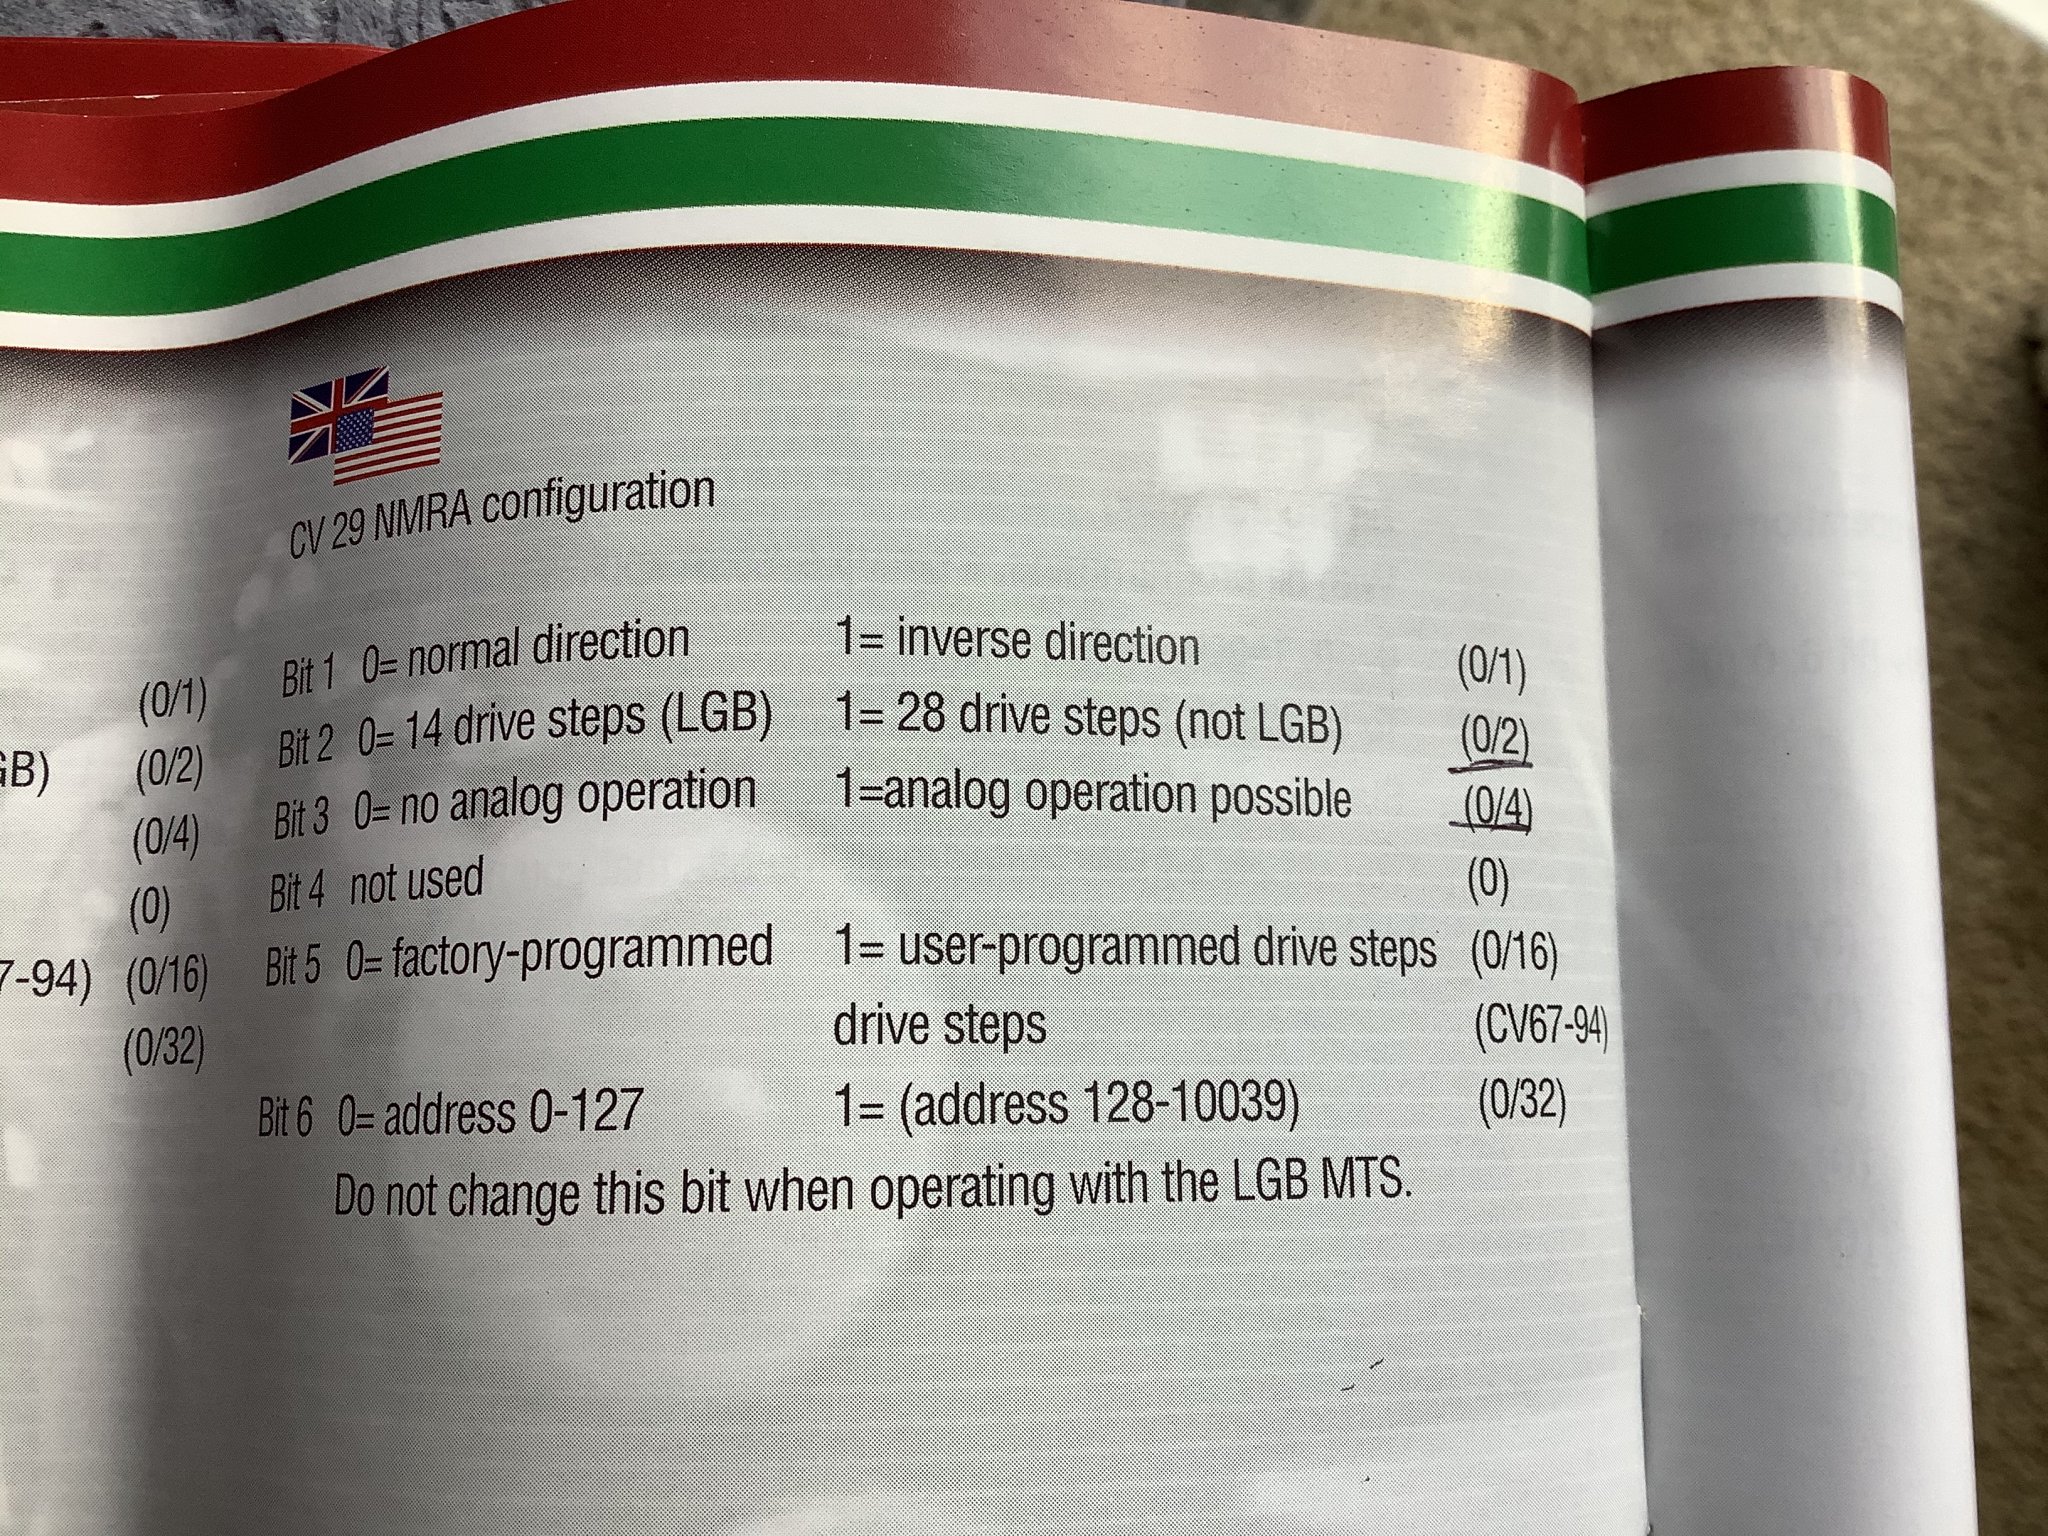 CV 29 NMRA configuration
(0/1)
GB) (0/2)
(0/4)
(0)
7-94) (0/16)
(0/32)
Bit 1 0= normal direction 1= inverse direction (0/1)
Bit 2 0= 14 drive steps (LGB) 1= 28 drive steps (not LGB) (0/2)
Bit 3 0= no analog operation 1=analog operation possible (0/4)
Bit 4 not used (0)
Bit 5 0= factory-programmed 1= user-programmed drive steps (0/16)
drive steps (CV67-94)
Bit 6 0= address 0-127 1= (address 128-10039) (0/32)
Do not change this bit when operating with the LGB MTS.